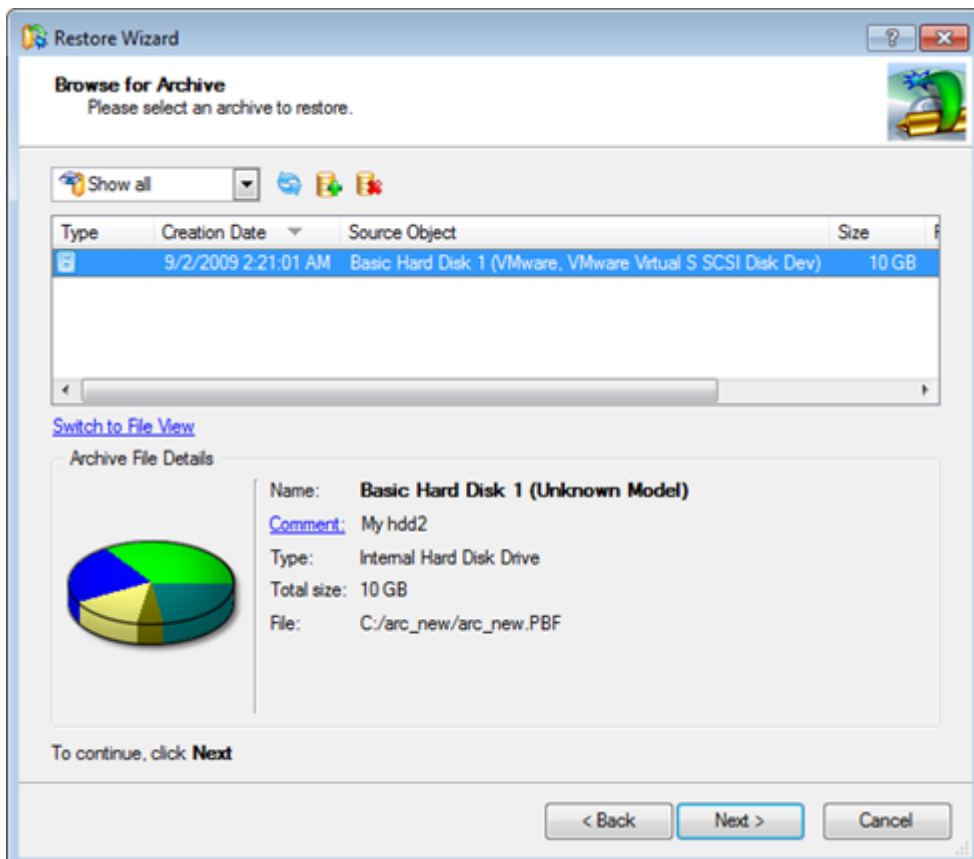 Restore Wizard
Browse for Archive
Please select an archive to restore.
Show all
Type Creation Date Source Object Size
9/2/2009 2:21:01 AM Basic Hard Disk 1 (VMware, VMware Virtual S SCSI Disk Dev) 10 GB
Switch to File View
Archive File Details
Name: Basic Hard Disk 1 (Unknown Model)
Comment: My hdd2
Type: Internal Hard Disk Drive
Total size: 10 GB
File: C:/arc_new/arc_new.PBF
To continue, click Next
< Back Next > Cancel